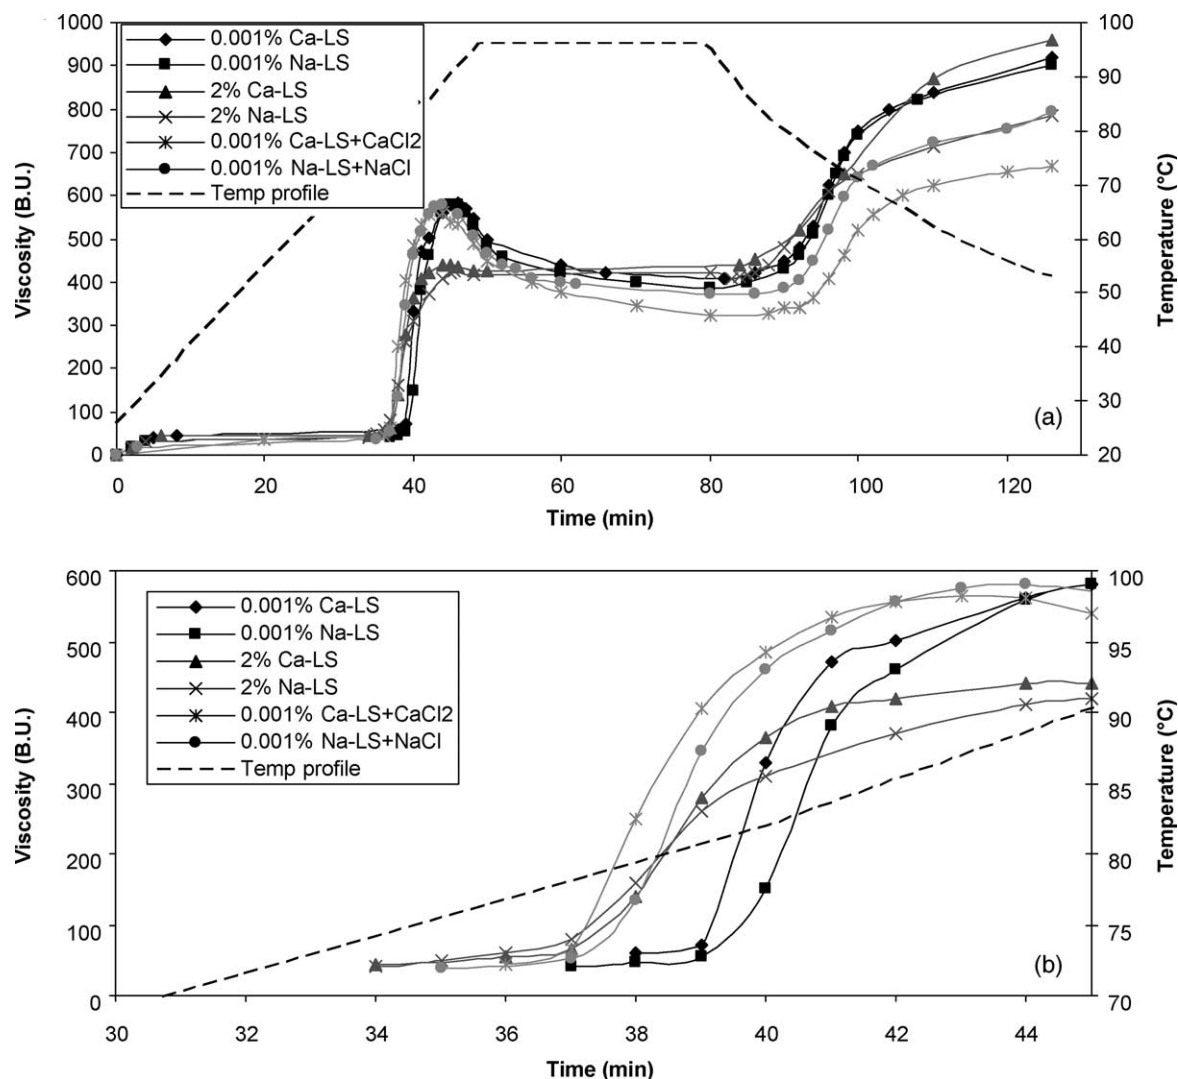 1000
900
800
700
600
500
400
300
200
100
0
Viscosity (B.U.)
0.001% Ca-LS
0.001% Na-LS
2% Ca-LS
2% Na-LS
0.001% Ca-LS+CaCl2
0.001% Na-LS+NaCl
Temp profile
100
90
80
70
60
50
40
30
20
Temperature (°C)
(a)
0 20 40 60 80 100 120
Time (min)
600
500
400
300
200
100
0
Viscosity (B.U.)
0.001% Ca-LS
0.001% Na-LS
2% Ca-LS
2% Na-LS
0.001% Ca-LS+CaCl2
0.001% Na-LS+NaCl
Temp profile
100
95
90
85
80
75
70
Temperature (°C)
(b)
30 32 34 36 38 40 42 44
Time (min)